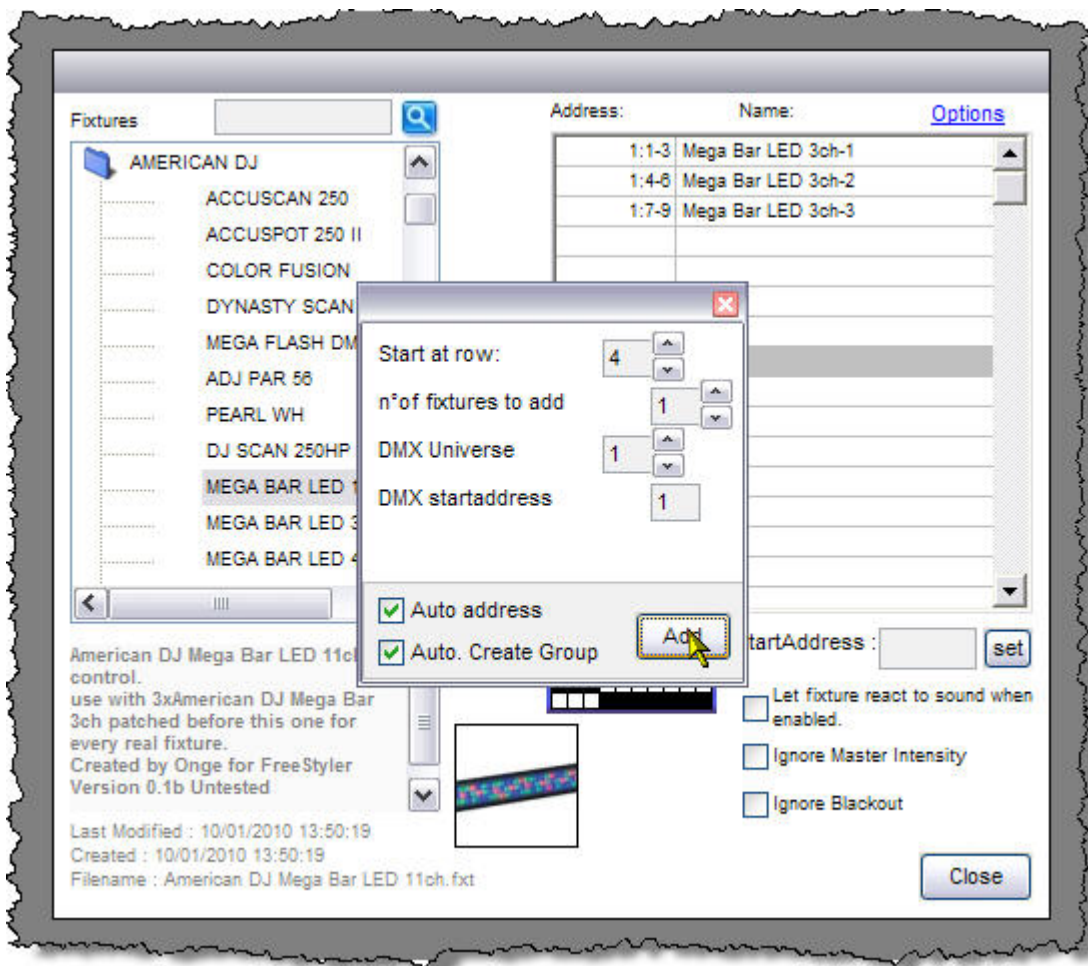 Fixtures
AMERICAN DJ
ACCUSCAN 250
ACCUSPOT 250 II
COLOR FUSION
DYNASTY SCAN
MEGA FLASH DM
ADJ PAR 56
PEARL WH
DJ SCAN 250HP
MEGA BAR LED 1
MEGA BAR LED 3
MEGA BAR LED 4
American DJ Mega Bar LED 11c
control.
use with 3xAmerican DJ Mega Bar
3ch patched before this one for
every real fixture.
Created by Onge for FreeStyler
Version 0.1b Untested
Last Modified : 10/01/2010 13:50:19
Created : 10/01/2010 13:50:19
Filename : American DJ Mega Bar LED 11ch.fxt
Address: Name: Options
1:1-3 Mega Bar LED 3ch-1
1:4-6 Mega Bar LED 3ch-2
1:7-9 Mega Bar LED 3ch-3
Start at row: 4
n°of fixtures to add 1
DMX Universe 1
DMX startaddress 1
Auto address
Auto. Create Group
Add
tartAddress : set
Let fixture react to sound when
enabled.
Ignore Master Intensity
Ignore Blackout
Close